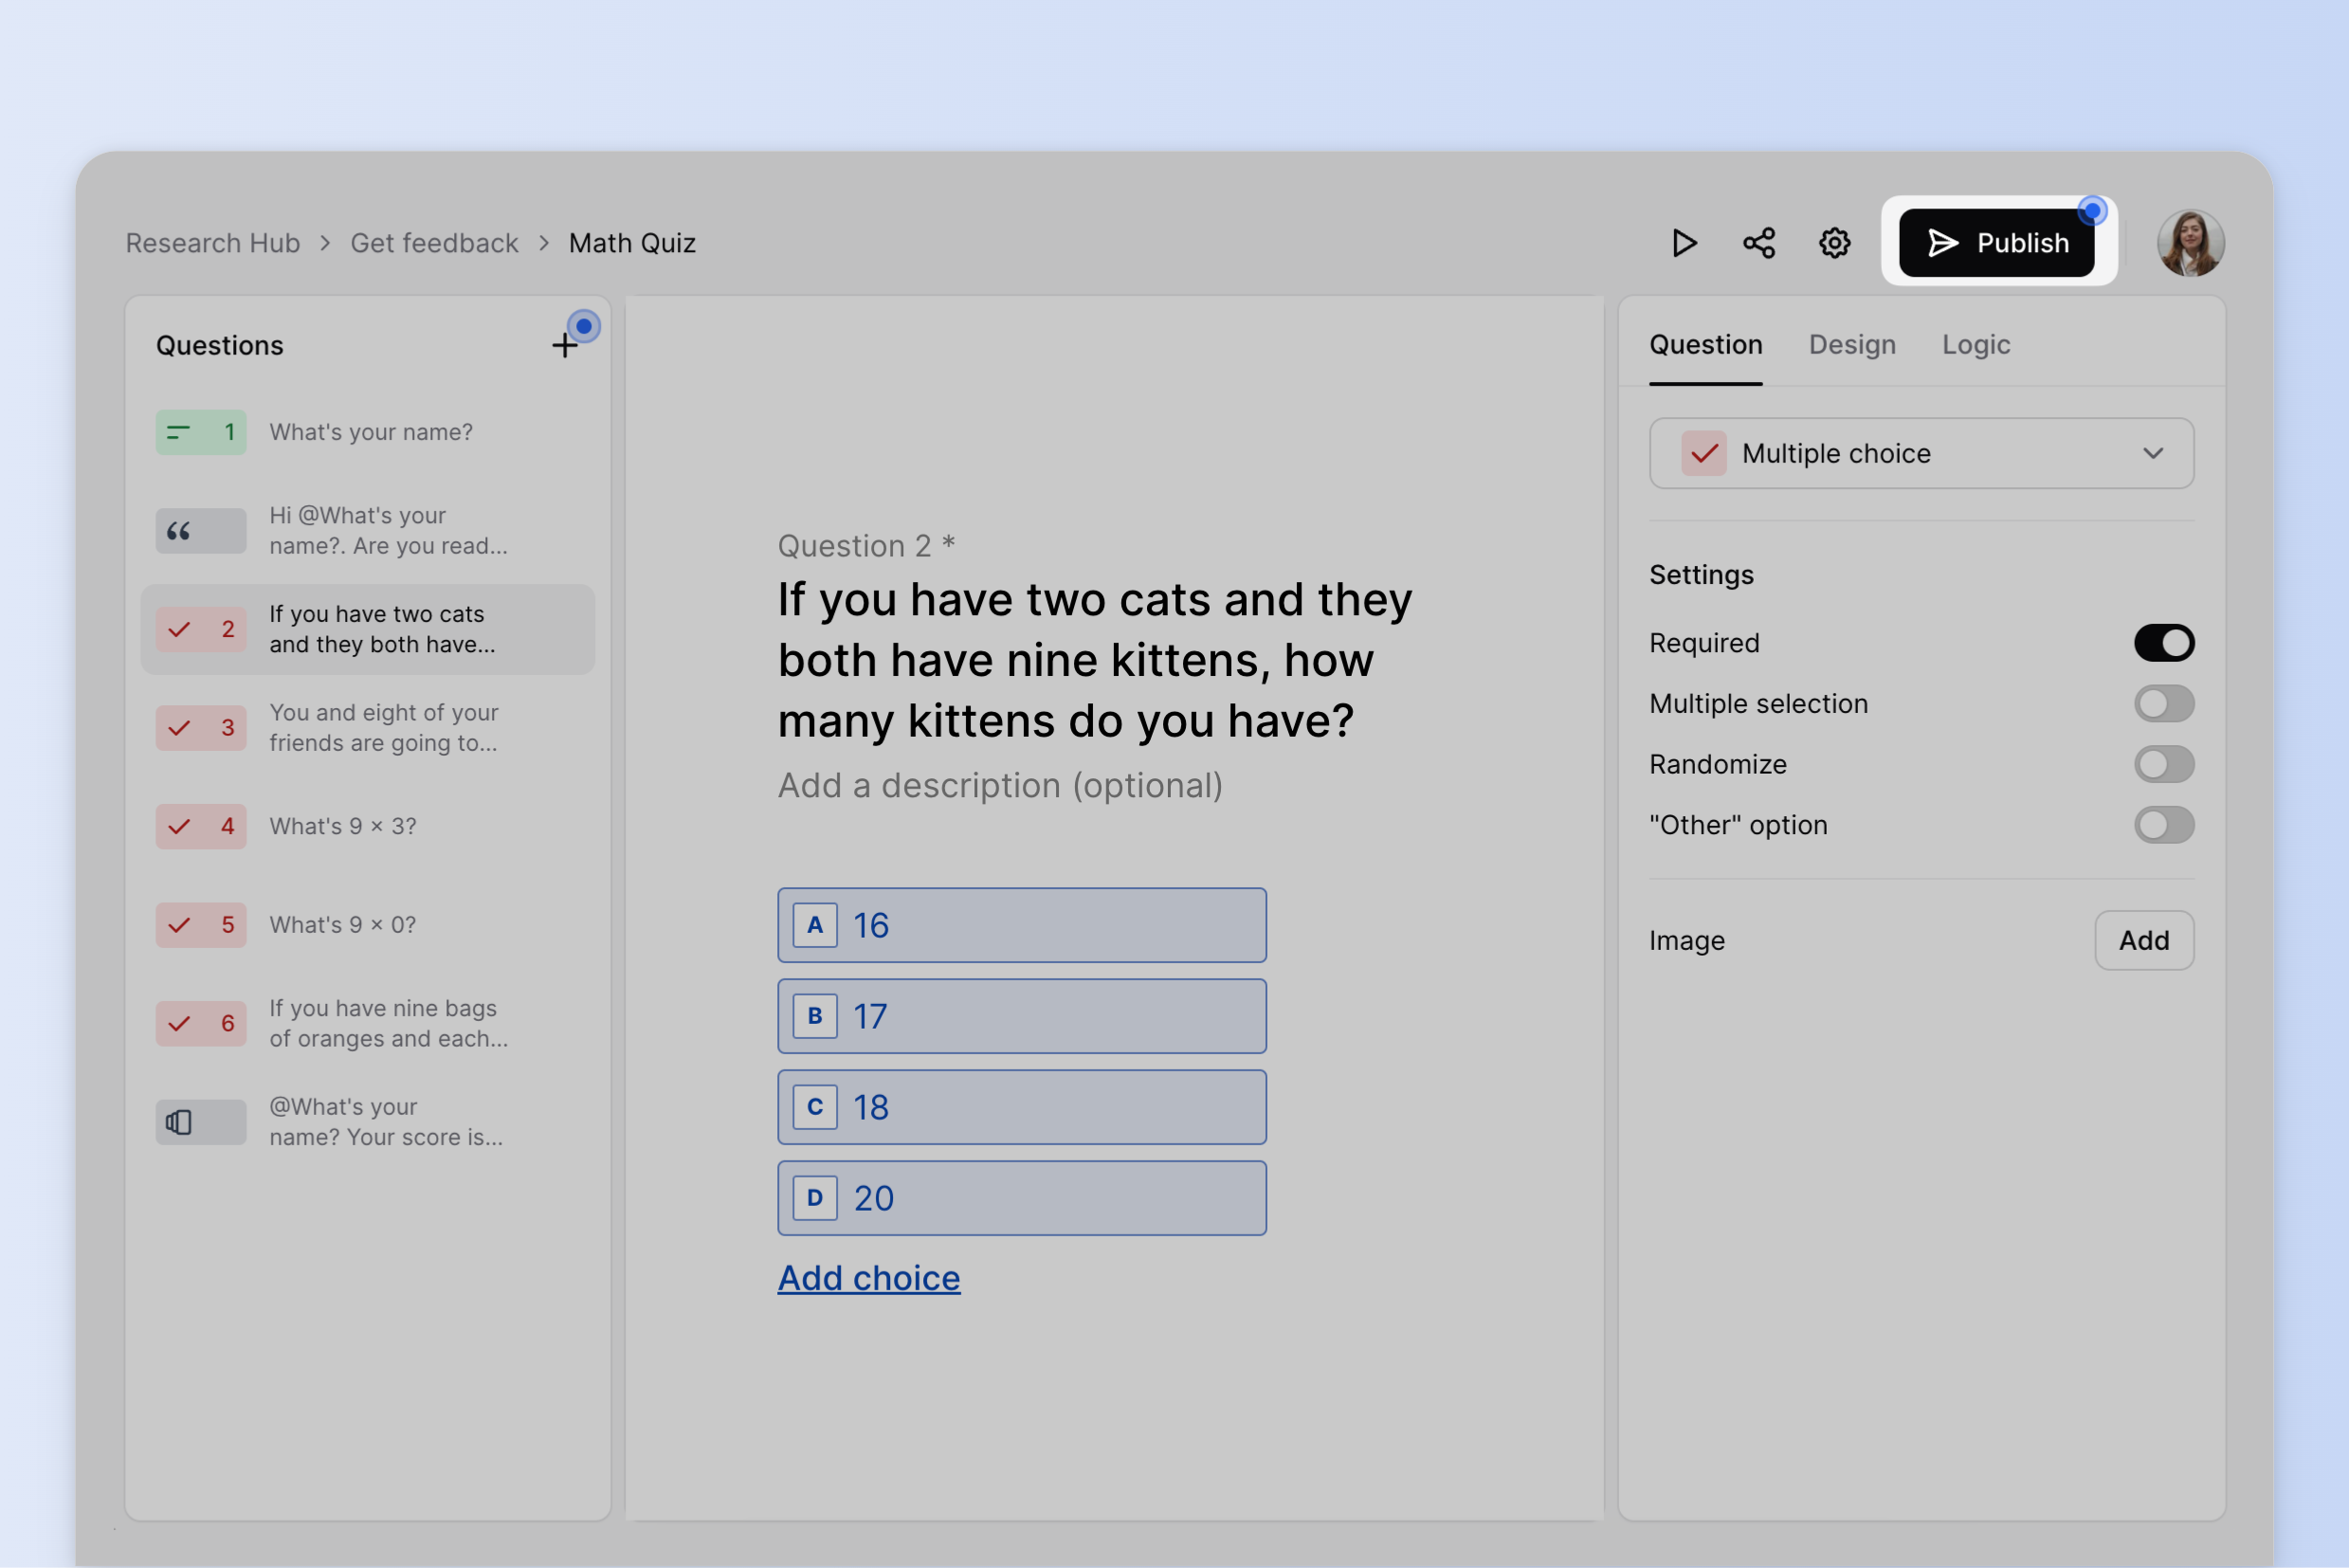 Research Hub > Get feedback > Math Quiz
Publish
Questions
1 What's your name?
Hi @What's your
name?. Are you read...
2 If you have two cats
and they both have...
3 You and eight of your
friends are going to...
4 What's 9 × 3?
5 What's 9 × 0?
6 If you have nine bags
of oranges and each...
@What's your
name? Your score is...
Question 2 *
If you have two cats and they
both have nine kittens, how
many kittens do you have?
Add a description (optional)
A 16
B 17
C 18
D 20
Add choice
Question Design Logic
Multiple choice
Settings
Required
Multiple selection
Randomize
"Other" option
Image Add